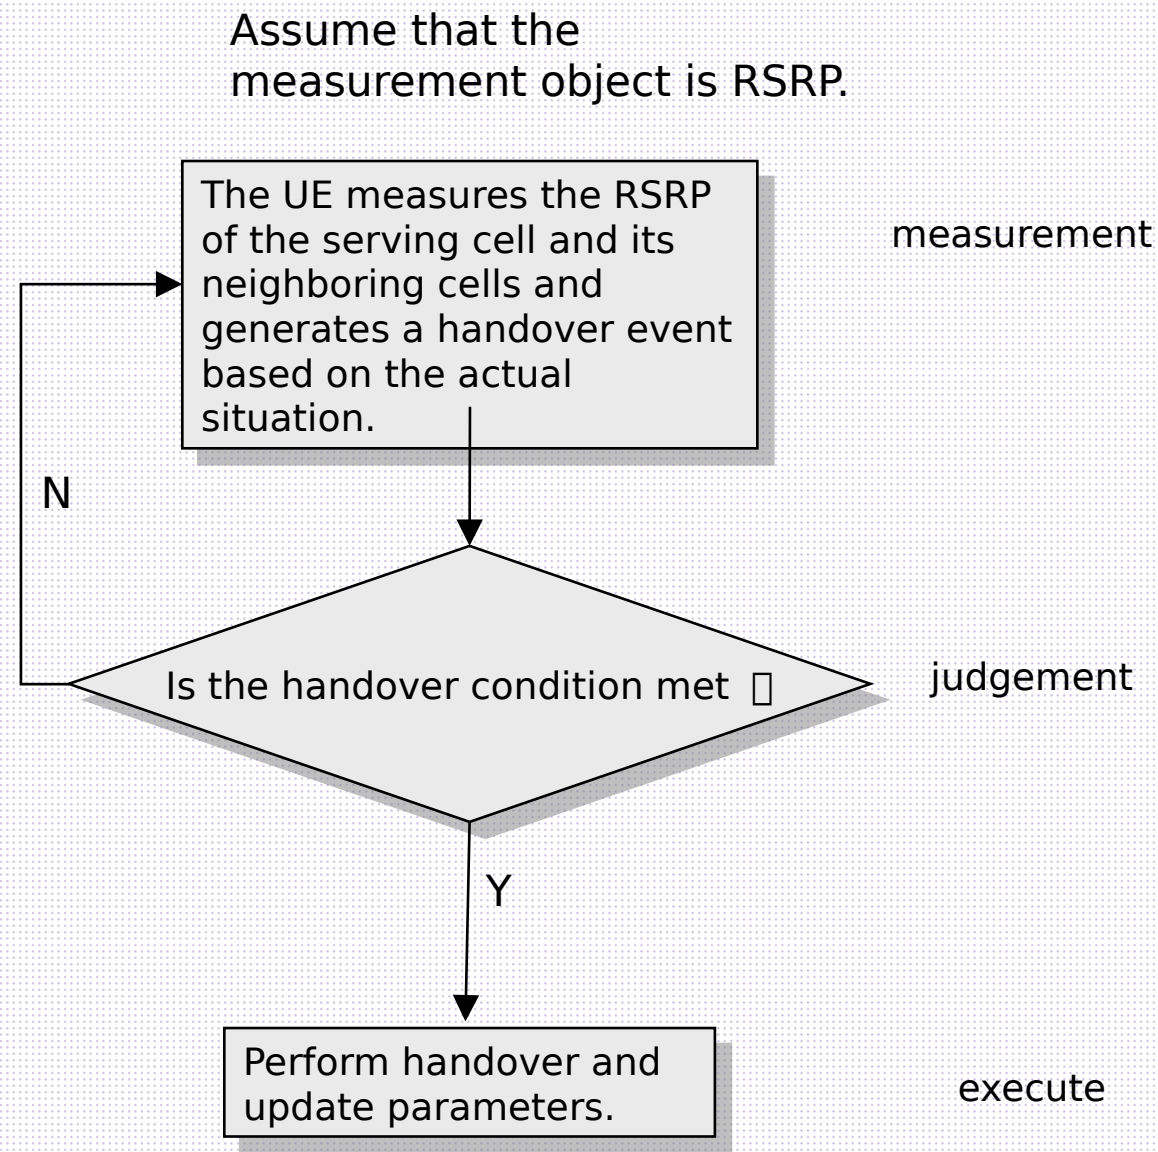 Assume that the
measurement object is RSRP.
The UE measures the RSRP
of the serving cell and its
neighboring cells and
generates a handover event
based on the actual
situation.
measurement
N
Is the handover condition met
judgement
Y
Perform handover and
update parameters.
execute